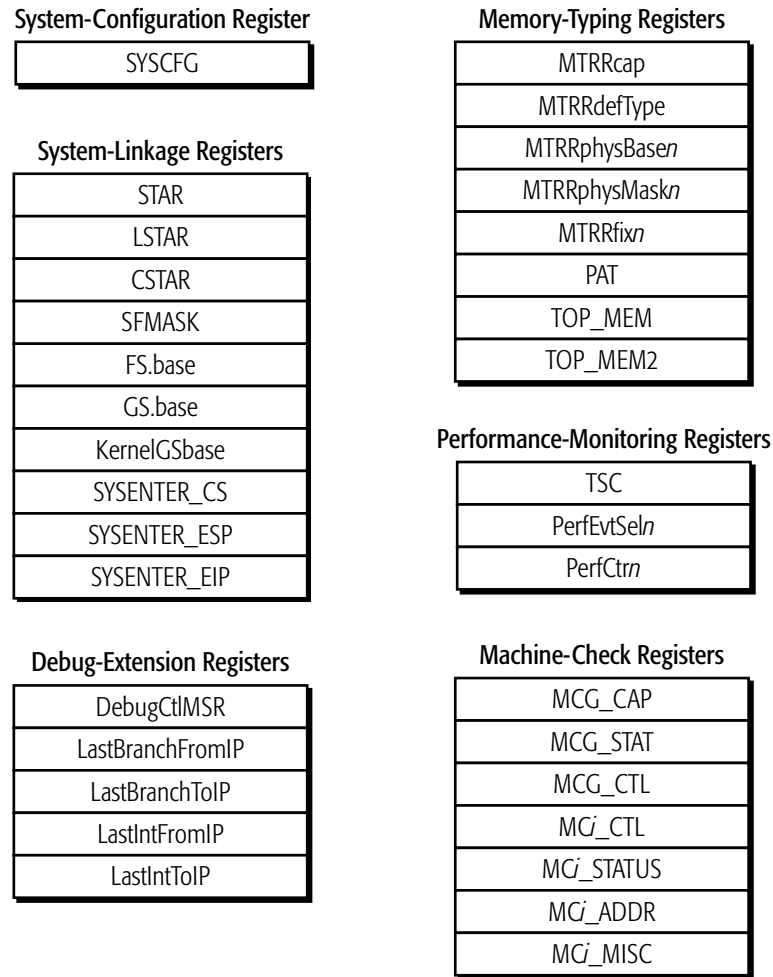 System-Configuration Register
SYSCFG
System-Linkage Registers
STAR
LSTAR
CSTAR
SFMASK
FS.base
GS.base
KernelGSbase
SYSENTER_CS
SYSENTER_ESP
SYSENTER_EIP
Debug-Extension Registers
DebugCtlMSR
LastBranchFromIP
LastBranchToIP
LastIntFromIP
LastIntToIP
Memory-Typing Registers
MTRRcap
MTRRdefType
MTRRphysBasen
MTRRphysMaskn
MTRRfixn
PAT
TOP_MEM
TOP_MEM2
Performance-Monitoring Registers
TSC
PerfEvtSeln
PerfCtrn
Machine-Check Registers
MCG_CAP
MCG_STAT
MCG_CTL
MCi_CTL
MCi_STATUS
MCi_ADDR
MCi_MISC